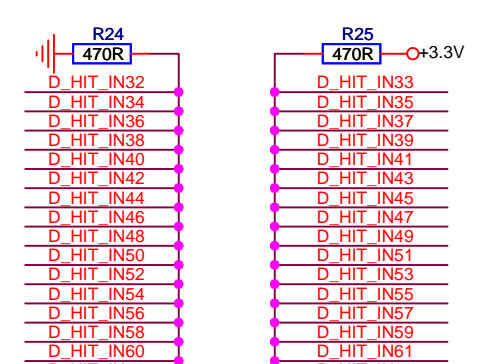 R24
470R
D_HIT_IN32
D_HIT_IN34
D_HIT_IN36
D_HIT_IN38
D_HIT_IN40
D_HIT_IN42
D_HIT_IN44
D_HIT_IN46
D_HIT_IN48
D_HIT_IN50
D_HIT_IN52
D_HIT_IN54
D_HIT_IN56
D_HIT_IN58
D_HIT_IN60
R25
470R
+3.3V
D_HIT_IN33
D_HIT_IN35
D_HIT_IN37
D_HIT_IN39
D_HIT_IN41
D_HIT_IN43
D_HIT_IN45
D_HIT_IN47
D_HIT_IN49
D_HIT_IN51
D_HIT_IN53
D_HIT_IN55
D_HIT_IN57
D_HIT_IN59
D_HIT_IN61